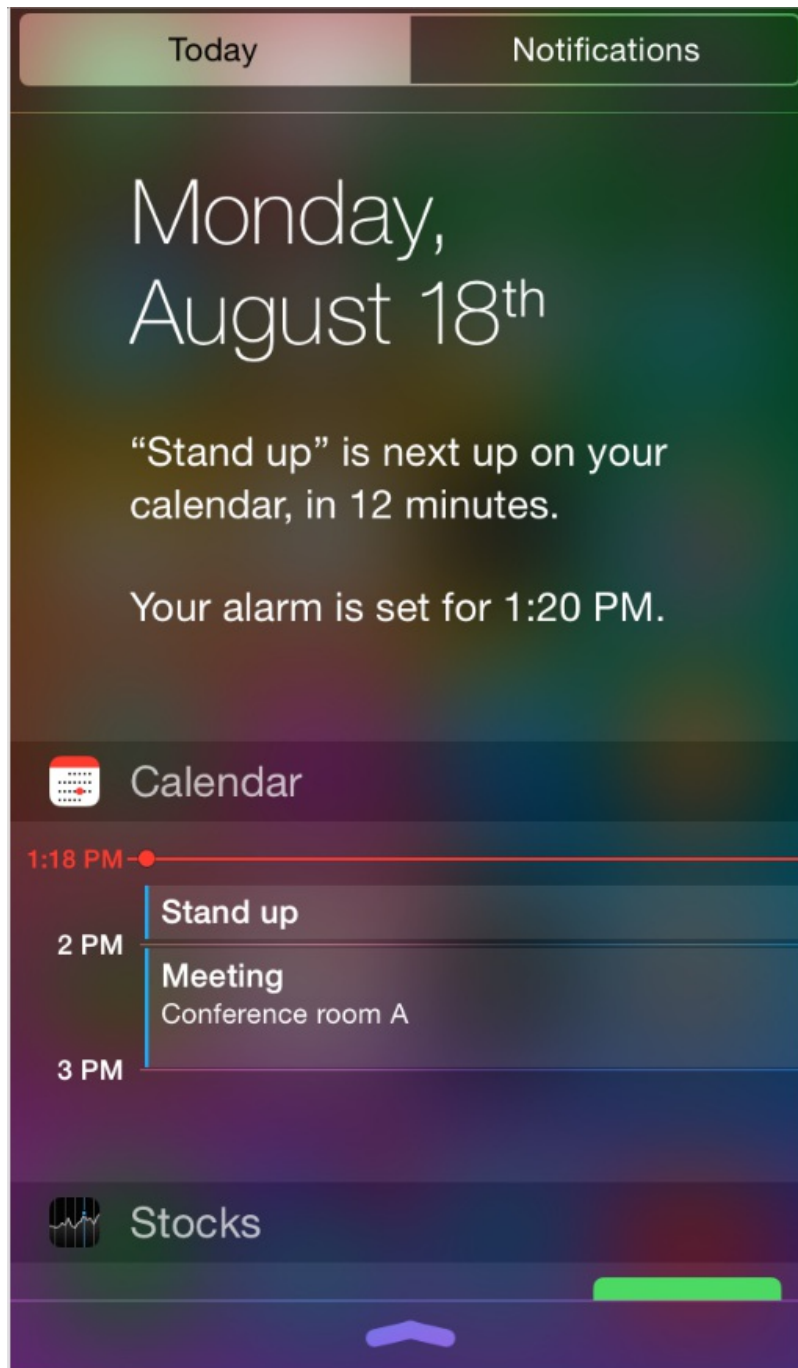 Today
Notifications
Monday,
August 18th
“Stand up” is next up on your
calendar, in 12 minutes.
Your alarm is set for 1:20 PM.
Calendar
1:18 PM
Stand up
2 PM
Meeting
Conference room A
3 PM
Stocks